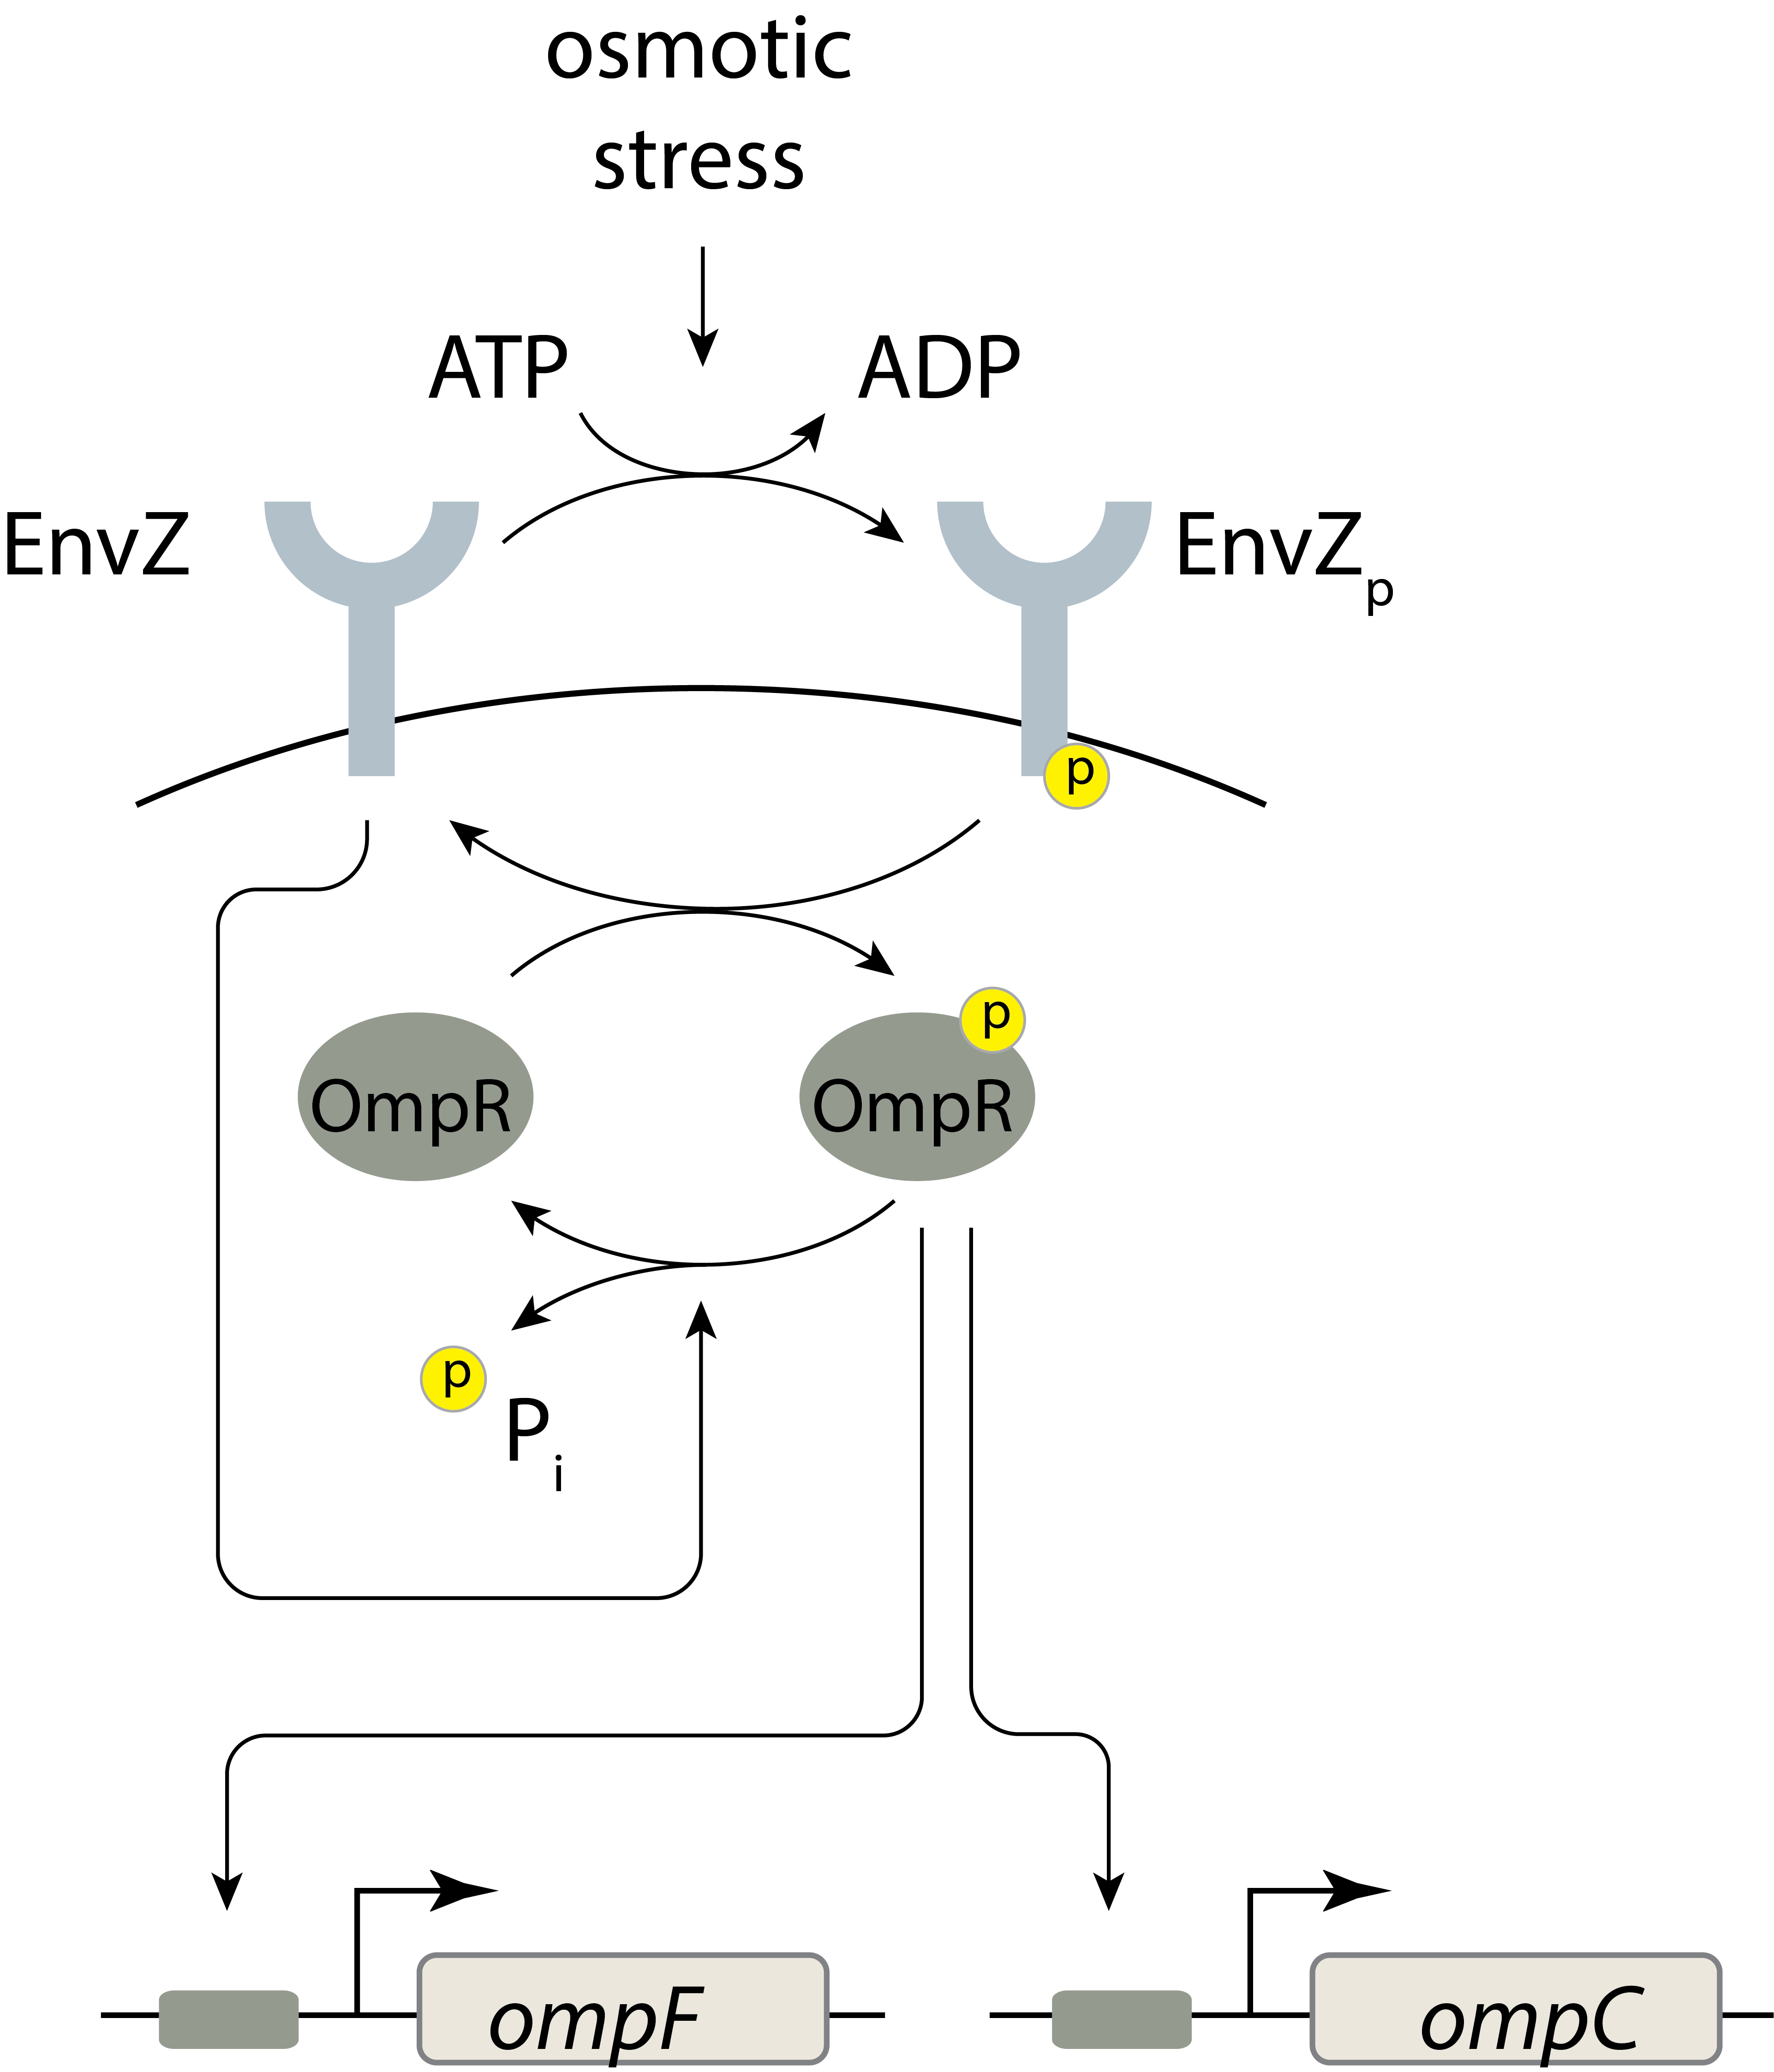 osmotic
stress
ATP ADP
EnvZ EnvZp
p
p
OmpR OmpR
p
Pi
ompF ompC